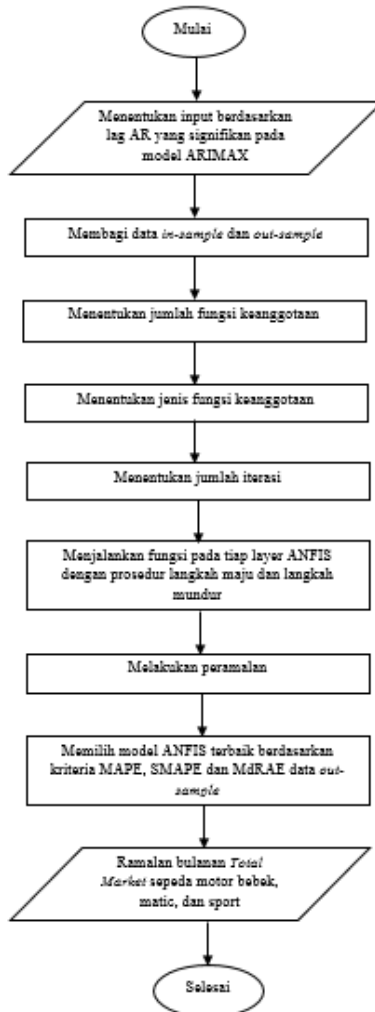 Mulai
Menentukan input berdasarkan
lag AR yang signifikan pada
model ARIMAX
Membagi data in-sample dan out-sample
Menentukan jumlah fungsi keanggotaan
Menentukan jenis fungsi keanggotaan
Menentukan jumlah iterasi
Menjalankan fungsi pada tiap layer ANFIS
dengan prosedur langkah maju dan langkah
mundur
Melakukan peramalan
Memilih model ANFIS terbaik berdasarkan
kriteria MAPE, SMAPE dan MdRAE data out-
sample
Ramalan bulanan Total
Market sepeda motor bebek,
matic, dan sport
Selesai